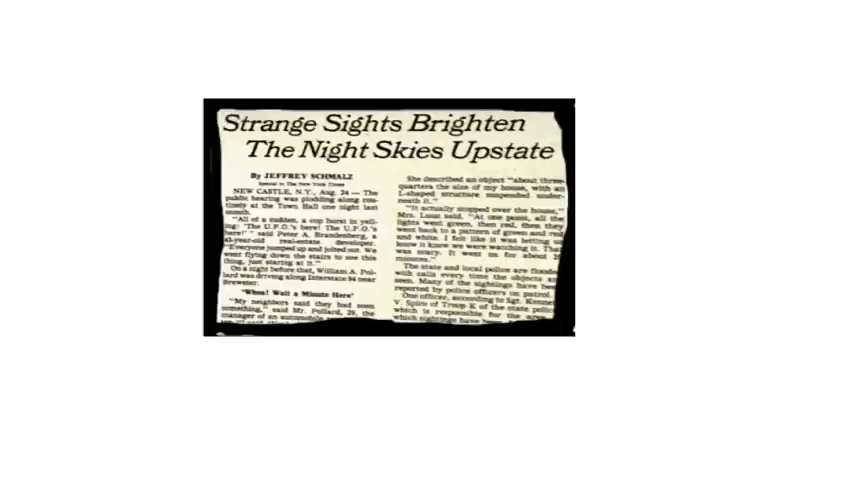 Strange Sights Brighten
The Night Skies Upstate
By JEFFREY SCHMALZ
Special to The New York Times
NEW CASTLE, N.Y., Aug. 24 — The
public hearing was plodding along rou-
tinely at the Town Hall one night last
month.
"All of a sudden, a cop burst in yell-
ing: 'The U.F.O.'s here! The U.F.O.'s
here!'" said Peter A. Brandenberg, a
43-year-old real-estate developer.
"Everyone jumped up and jolted out. We
went flying down the stairs to see this
thing, just staring at it."
On a night before that, William A. Pol-
lard was driving along Interstate 84 near
Brewster.
'Whoa! Wait a Minute Here'
"My neighbors said they had seen
something," said Mr. Pollard, 29, the
manager of an automobile
She described an object "about three-
quarters the size of my house, with an
L-shaped structure suspended under-
neath it."
"It actually stopped over the house,"
Mrs. said. "At one point, all the
lights went green, then red, then they
went back to a pattern of green and red
and white. I felt like it was letting us
know it knew we were watching it. That
was scary. It went on for about
minutes."
The state and local police are flooded
with calls every time the objects are
seen. Many of the sightings have been
reported by police officers on patrol.
One officer, according to Sgt. Kenneth
V. Spiro of Troop K of the state police
which is responsible for the area
which sightings have been